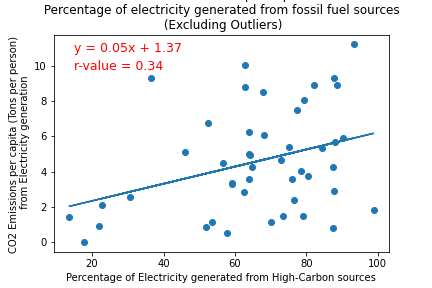 Percentage of electricity generated from fossil fuel sources
(Excluding Outliers)
y = 0.05x + 1.37
r-value = 0.34
CO2 Emissions per capita (Tons per person)
from Electricity generation
10
8
6
4
2
0
20
40
60
80
100
Percentage of Electricity generated from High-Carbon sources